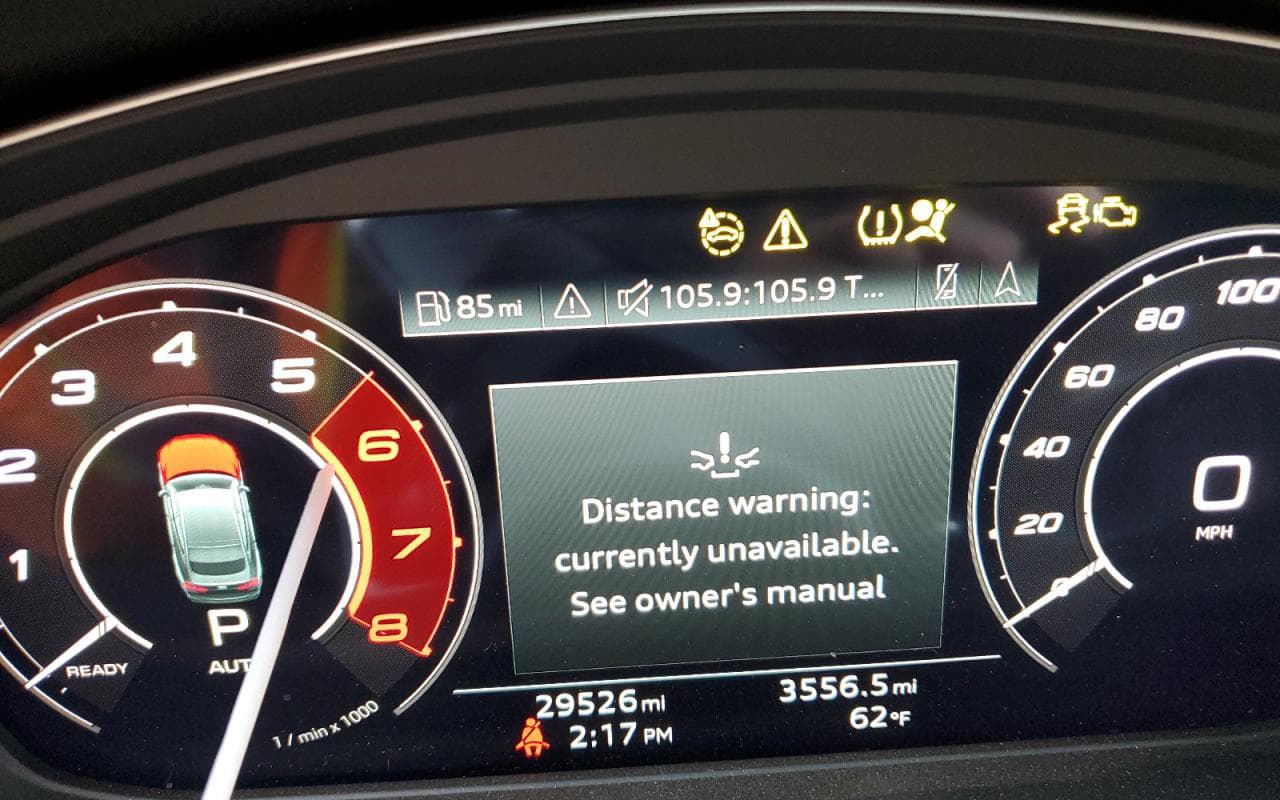 85 mi
105.9:105.9 T...
1
2
3
4
5
6
7
8
P
AUT
READY
1 / min x 1000
Distance warning:
currently unavailable.
See owner's manual
29526 mi
3556.5 mi
2:17 PM
62°F
0
20
40
60
80
100
0
MPH